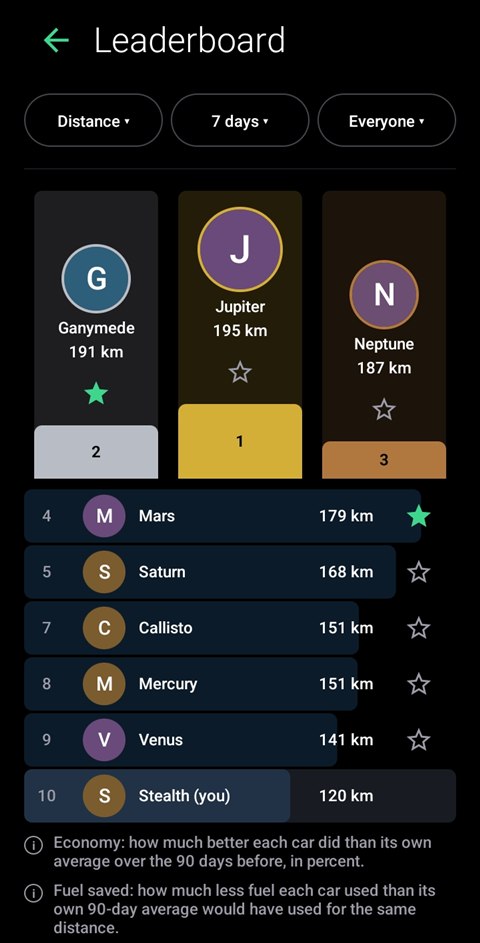 Leaderboard
Distance ▾ 7 days ▾ Everyone ▾
G
Ganymede
191 km
2
J
Jupiter
195 km
1
N
Neptune
187 km
3
4 M Mars 179 km
5 S Saturn 168 km
7 C Callisto 151 km
8 M Mercury 151 km
9 V Venus 141 km
10 S Stealth (you) 120 km
Economy: how much better each car did than its own
average over the 90 days before, in percent.
Fuel saved: how much less fuel each car used than its
own 90-day average would have used for the same
distance.